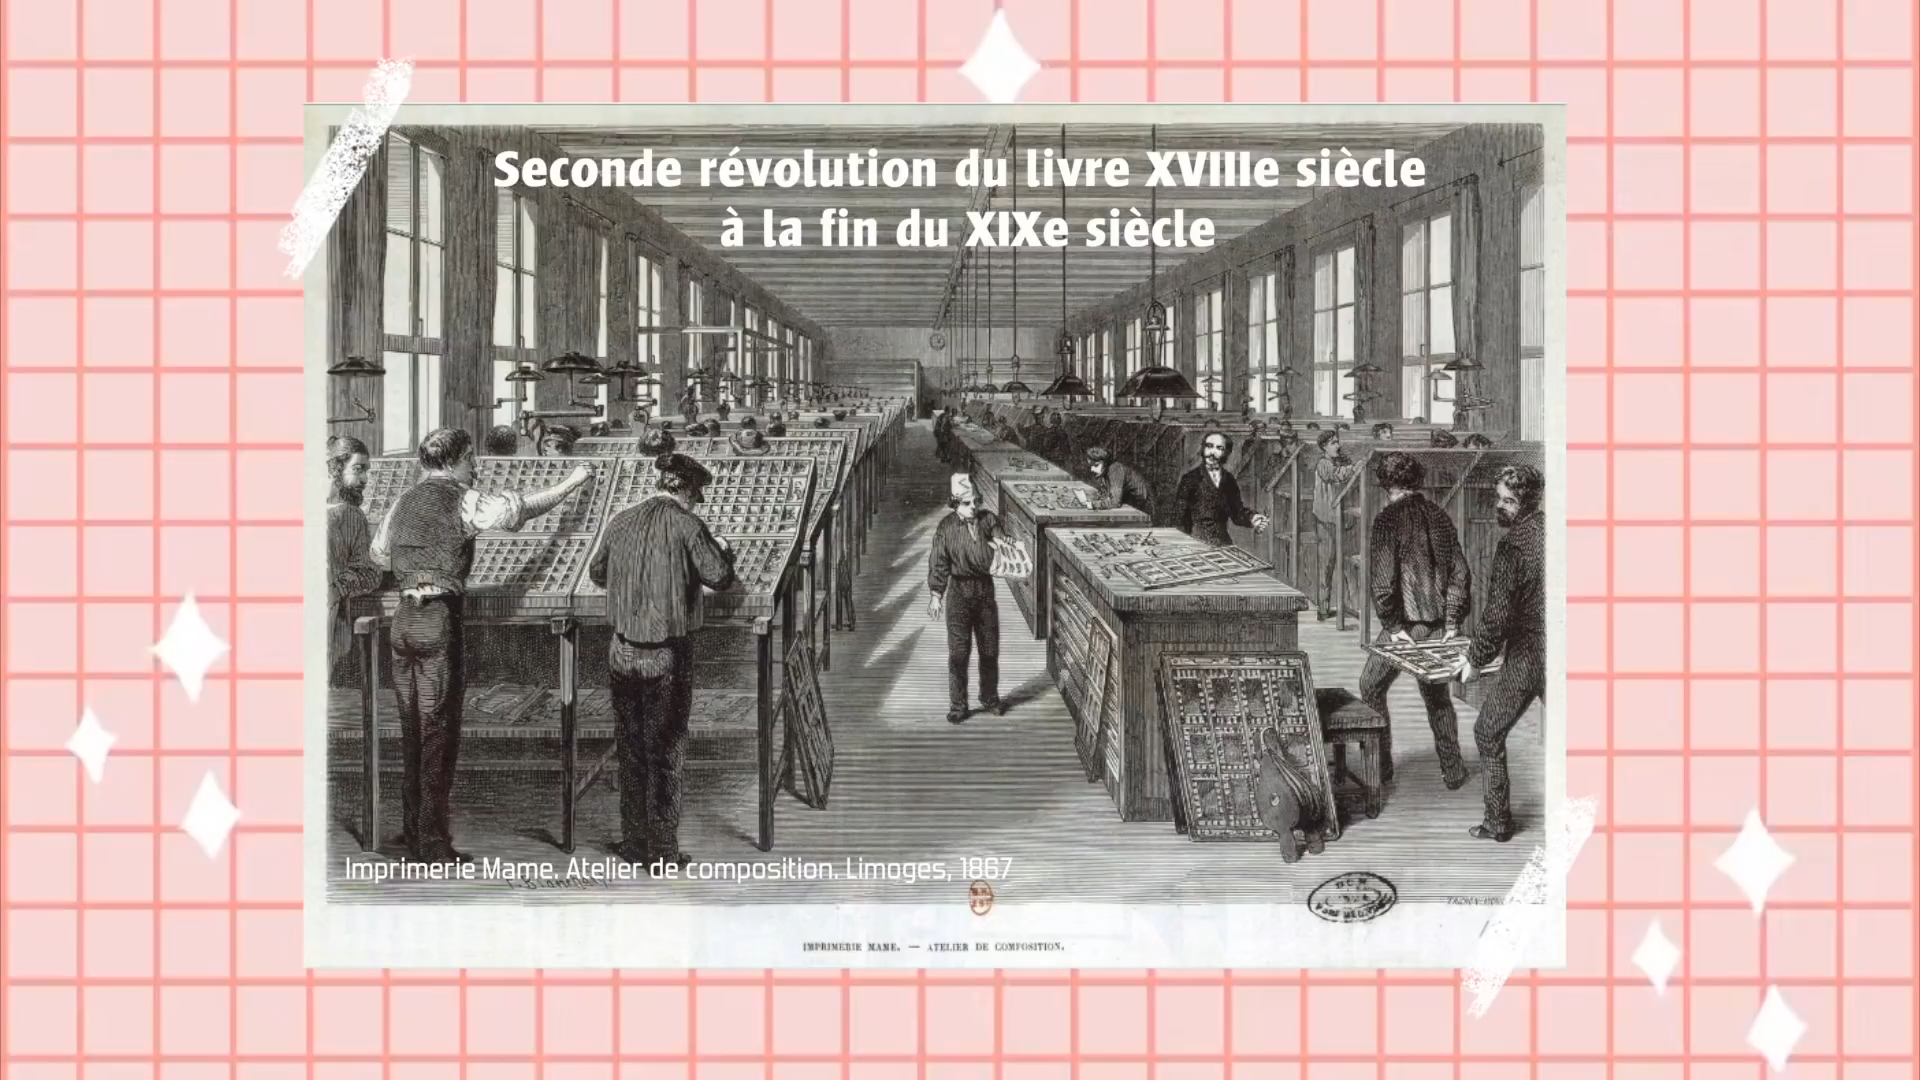 Seconde révolution du livre XVIIIe siècle
à la fin du XIXe siècle
Imprimerie Mame. Atelier de composition. Limoges, 1867
IMPRIMERIE MAME. — ATELIER DE COMPOSITION.